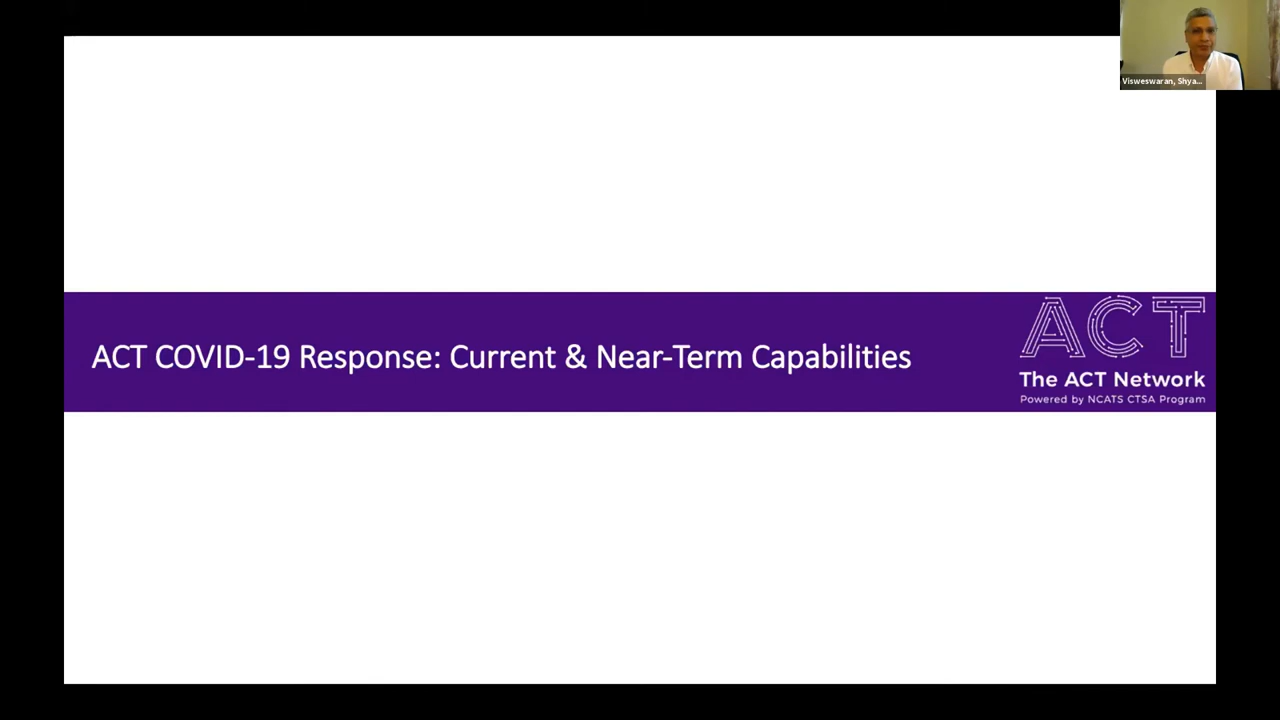 Visweswaran, Shya...
ACT COVID-19 Response: Current & Near-Term Capabilities
ACT
The ACT Network
Powered by NCATS CTSA Program